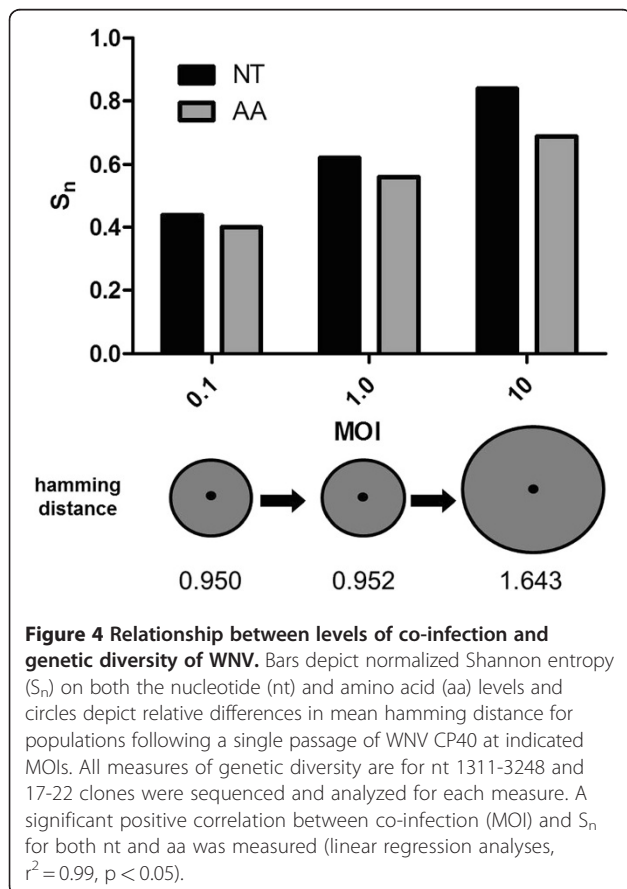 1.0
0.8
0.6
0.4
0.2
0.0
Sn
NT
AA
0.1
1.0
10
MOI
hamming
distance
0.950
0.952
1.643
Figure 4 Relationship between levels of co-infection and
genetic diversity of WNV. Bars depict normalized Shannon entropy
(Sn) on both the nucleotide (nt) and amino acid (aa) levels and
circles depict relative differences in mean hamming distance for
populations following a single passage of WNV CP40 at indicated
MOIs. All measures of genetic diversity are for nt 1311-3248 and
17-22 clones were sequenced and analyzed for each measure. A
significant positive correlation between co-infection (MOI) and Sn
for both nt and aa was measured (linear regression analyses,
r² = 0.99, p < 0.05).